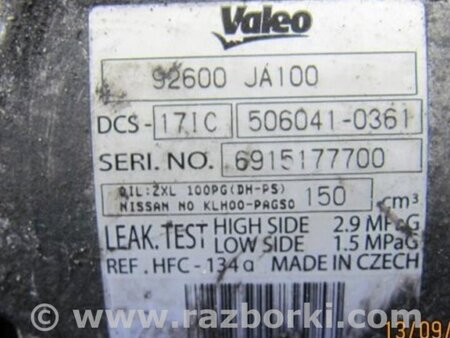 Valeo
92600 JA100
DCS- 17IC 506041-0361
SERI. NO. 6915177700
OIL:ZXL 100PG(DH-PS)
NISSAN NO KLH00-PAGS0 150 cm³
LEAK. TEST HIGH SIDE 2.9 MPaG
LOW SIDE 1.5 MPaG
REF. HFC-134a MADE IN CZECH
© www.razborki.com
13/09/